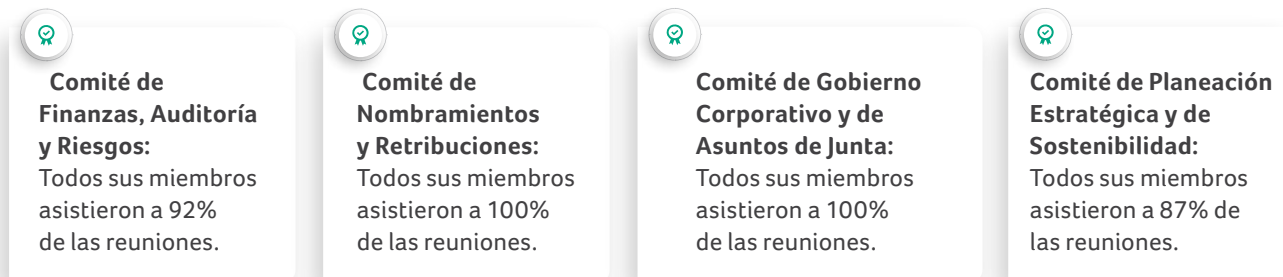 Comité de
Finanzas, Auditoría
y Riesgos:
Todos sus miembros
asistieron a 92%
de las reuniones.
Comité de
Nombramientos
y Retribuciones:
Todos sus miembros
asistieron a 100%
de las reuniones.
Comité de Gobierno
Corporativo y de
Asuntos de Junta:
Todos sus miembros
asistieron a 100%
de las reuniones.
Comité de Planeación
Estratégica y de
Sostenibilidad:
Todos sus miembros
asistieron a 87% de
las reuniones.